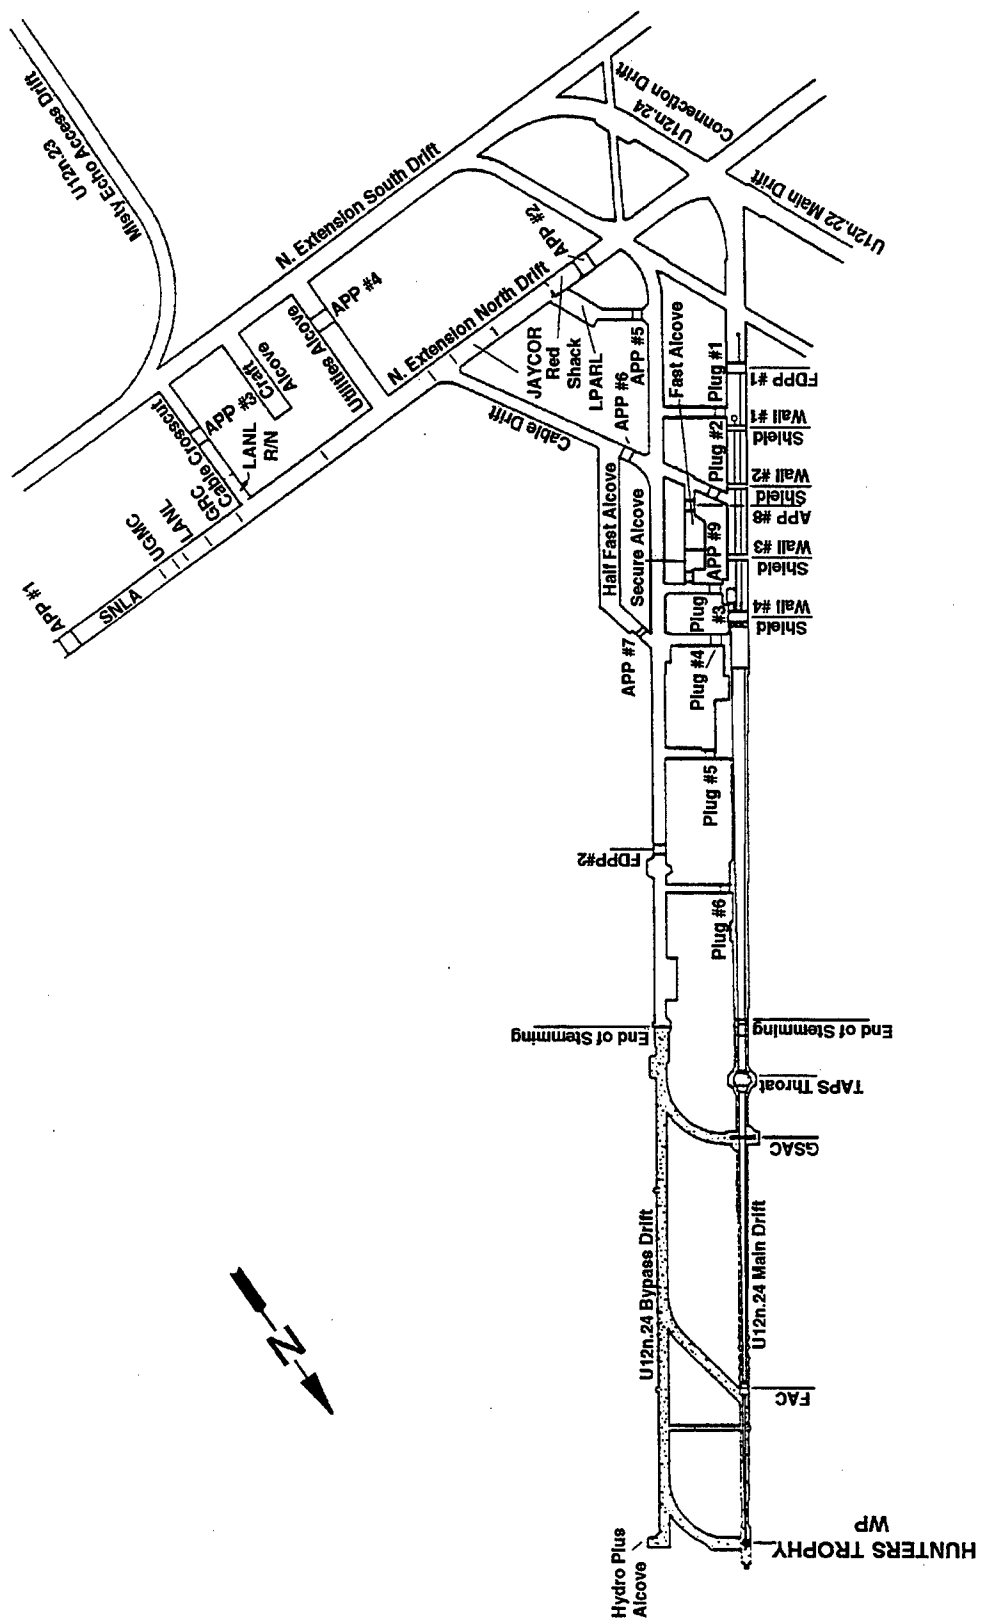 U12n.23
Misty Echo Access Drift
N. Extension South Drift
Connection Drift
U12n.24
U12n.22 Main Drift
APP #2
APP #4
Utilities Alcove
Craft
Alcove
APP #3
LANL
R/N
Cable Crosscut
GRC
LANL
UGMC
SNLA
APP #1
N. Extension North Drift
JAYCOR
Red
Shack
LPARL
APP #5
APP #6
Cable Drift
Fast Alcove
Half Fast Alcove
Secure Alcove
APP #7
Plug #1
Plug #2
APP #9
Plug
#3
Plug #4
Plug #5
Plug #6
FDPP #1
Shield
Wall #1
Shield
Wall #2
APP #8
Shield
Wall #3
Shield
Wall #4
FDPP#2
End of Stemming
End of Stemming
TAPS Throat
GSAC
U12n.24 Bypass Drift
U12n.24 Main Drift
FAC
N
Hydro Plus
Alcove
HUNTERS TROPHY
WP